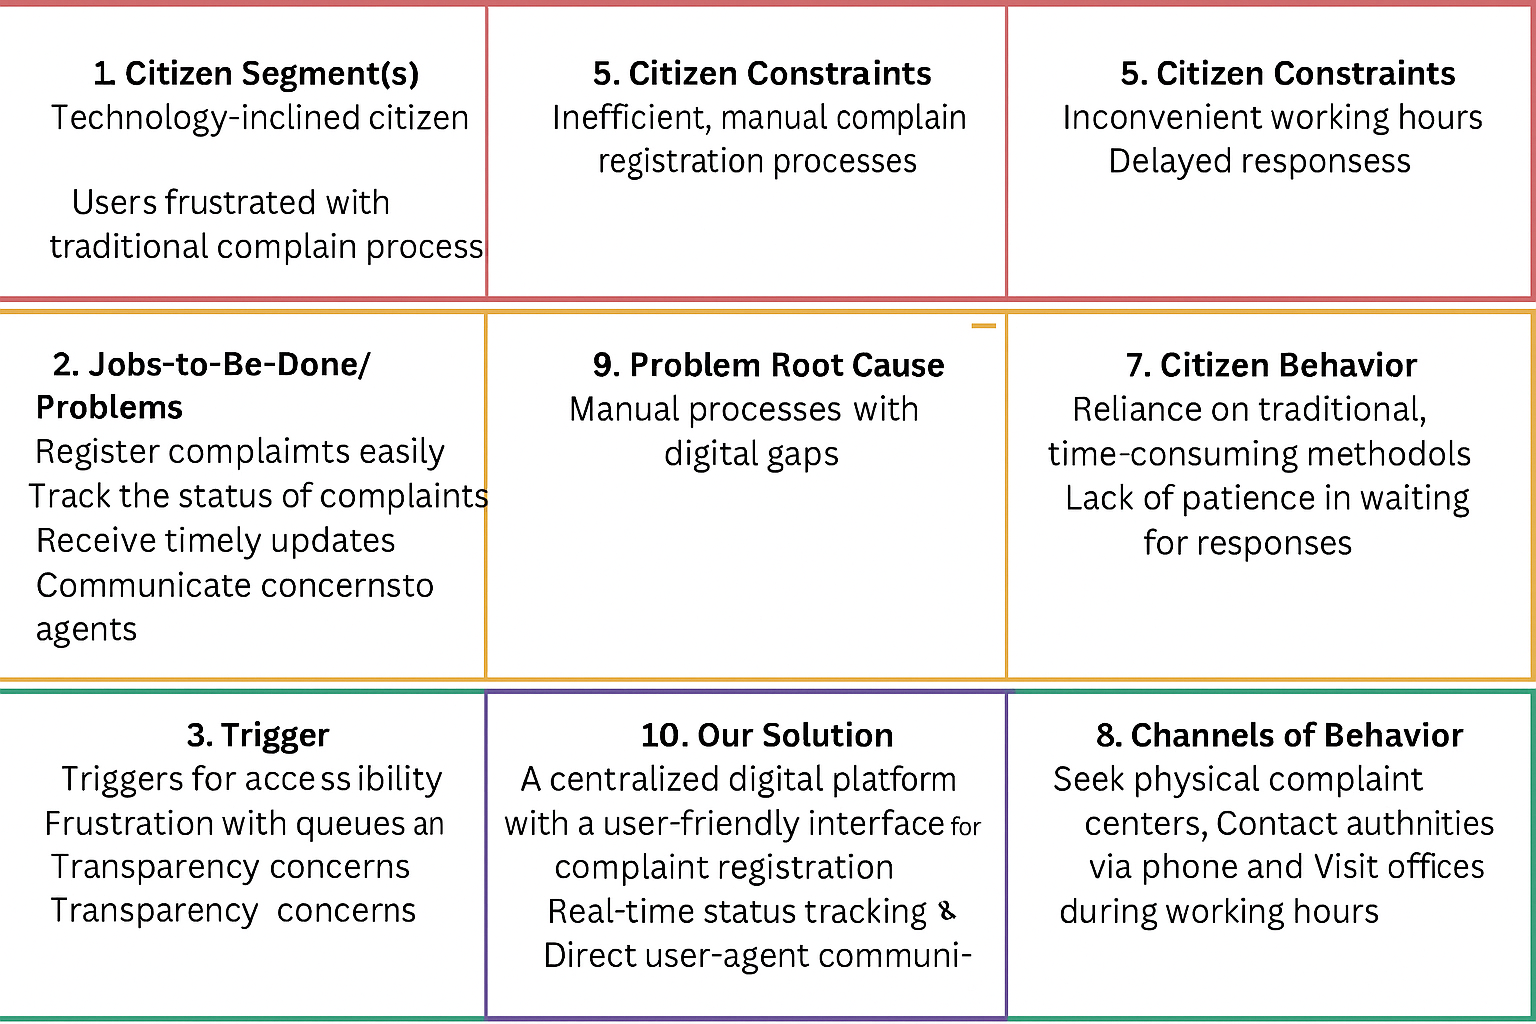 1. Citizen Segment(s)
Technology-inclined citizen
Users frustrated with
traditional complain process
5. Citizen Constraints
Inefficient, manual complain
registration processes
5. Citizen Constraints
Inconvenient working hours
Delayed responsess
2. Jobs-to-Be-Done/
Problems
Register complaimts easily
Track the status of complaints
Receive timely updates
Communicate concernsto
agents
9. Problem Root Cause
Manual processes with
digital gaps
7. Citizen Behavior
Reliance on traditional,
time-consuming methodols
Lack of patience in waiting
for responses
3. Trigger
Triggers for accessibility
Frustration with queues an
Transparency concerns
Transparency concerns
10. Our Solution
A centralized digital platform
with a user-friendly interface for
complaint registration
Real-time status tracking &
Direct user-agent communi-
8. Channels of Behavior
Seek physical complaint
centers, Contact authnities
via phone and Visit offices
during working hours